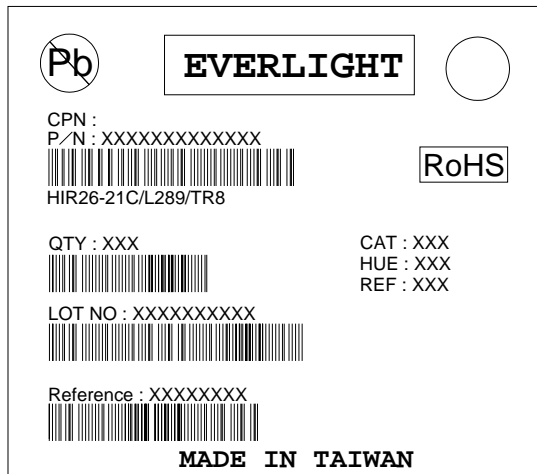 Pb
EVERLIGHT
CPN :
P/N : XXXXXXXXXXXXX
RoHS
HIR26-21C/L289/TR8
QTY : XXX
CAT : XXX
HUE : XXX
REF : XXX
LOT NO : XXXXXXXXXX
Reference : XXXXXXXX
MADE IN TAIWAN